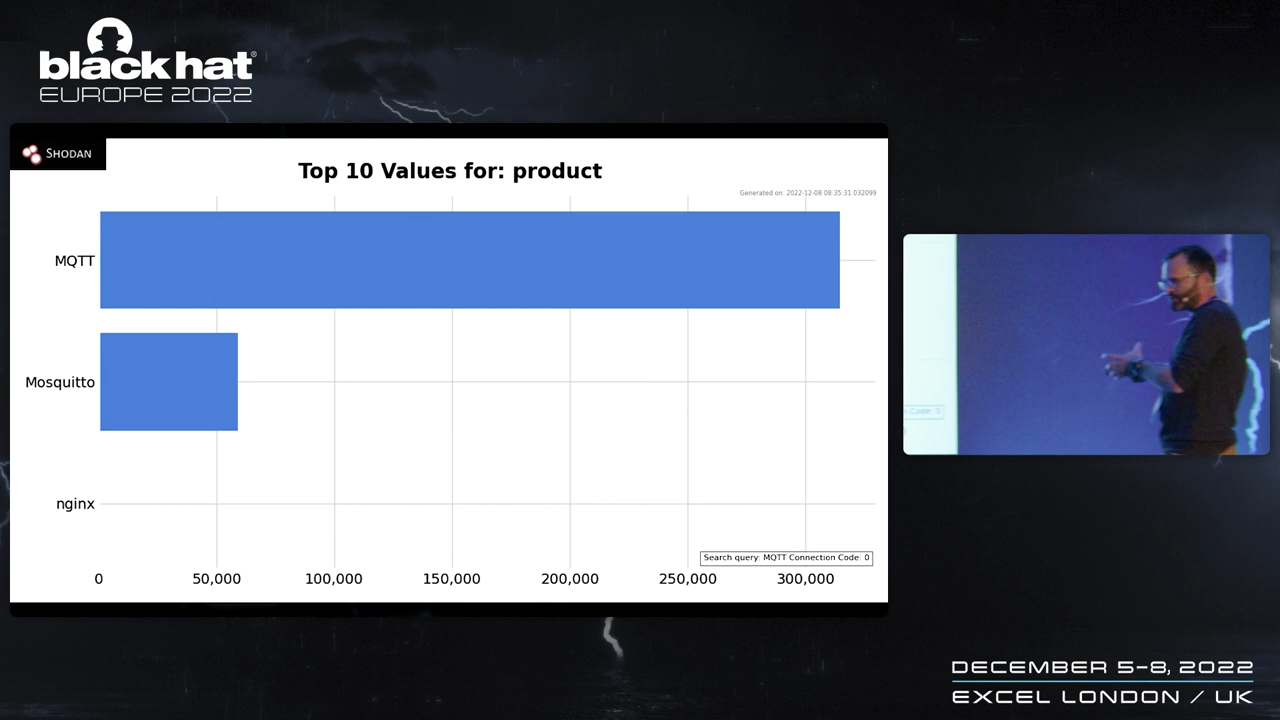 black hat®
EUROPE 2022
SHODAN
Top 10 Values for: product
Generated on: 2022-12-08 08:35:31.032099
MQTT
Mosquitto
nginx
Search query: MQTT Connection Code: 0
0
50,000
100,000
150,000
200,000
250,000
300,000
Code: 0
DECEMBER 5-8, 2022
EXCEL LONDON / UK